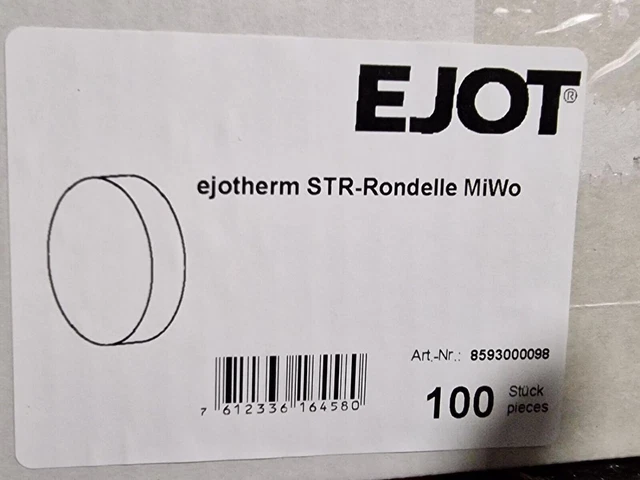 EJOT®
ejotherm STR-Rondelle MiWo
Art.-Nr.: 8593000098
100 Stück
pieces
7 612336 164580